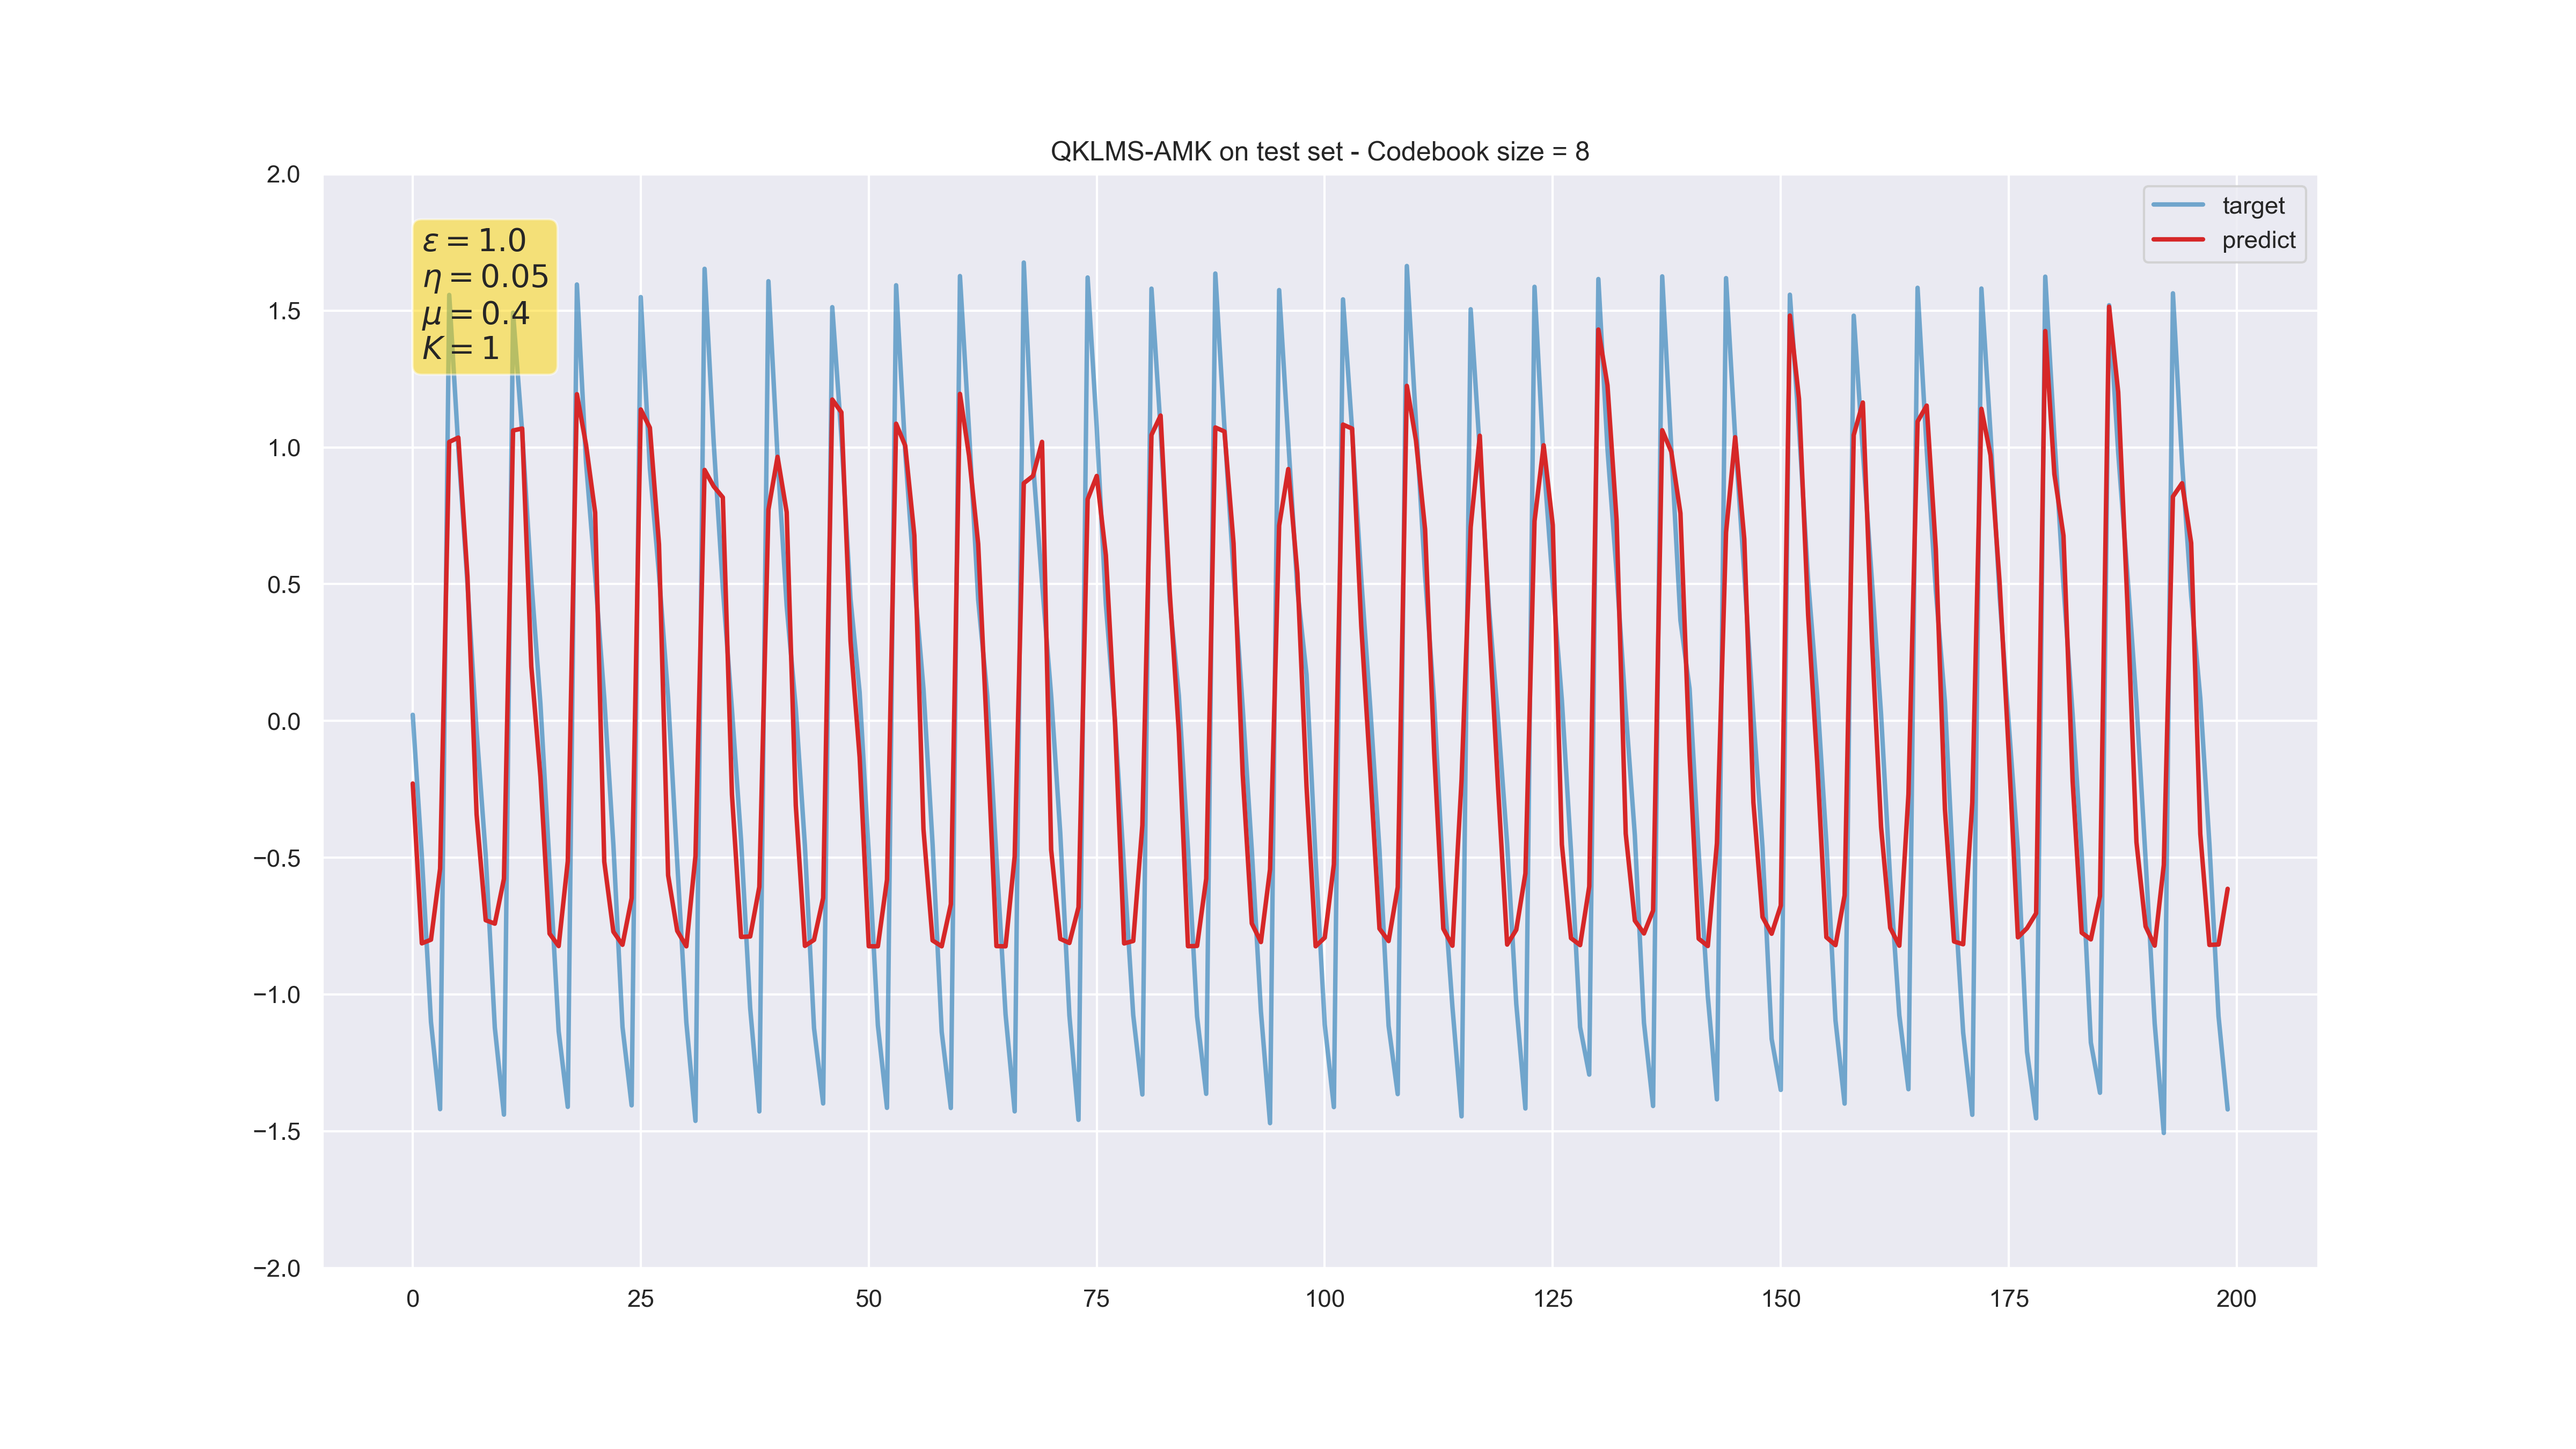 QKLMS-AMK on test set - Codebook size = 8
2.0
1.5
1.0
0.5
0.0
−0.5
−1.0
−1.5
−2.0
ε = 1.0
η = 0.05
μ = 0.4
K = 1
target
predict
0 25 50 75 100 125 150 175 200